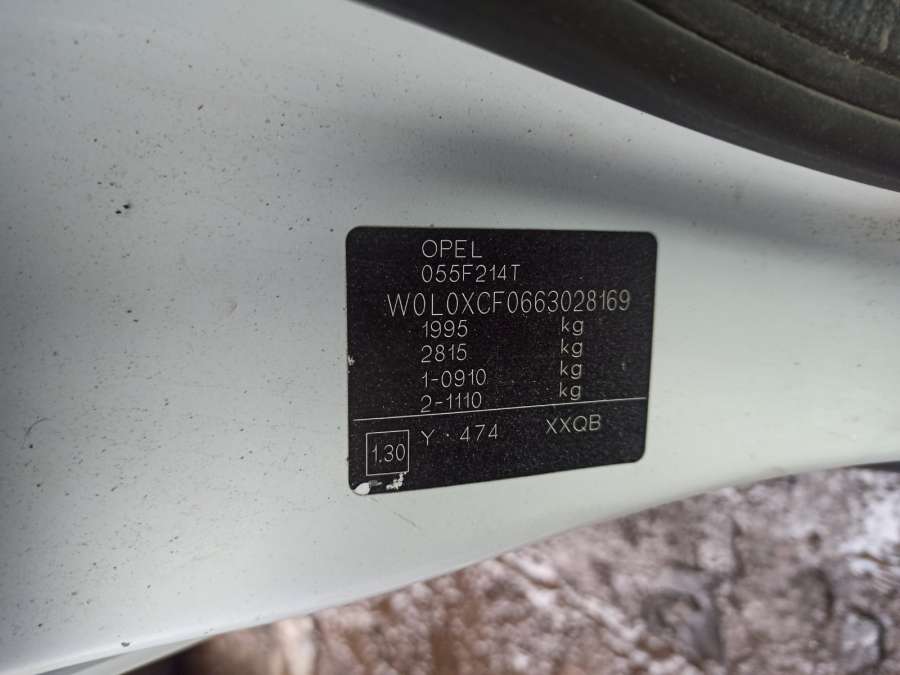 OPEL
055F214T
W0L0XCF0663028169
1995 kg
2815 kg
1-0910 kg
2-1110 kg
1.30 Y · 474 XXQB